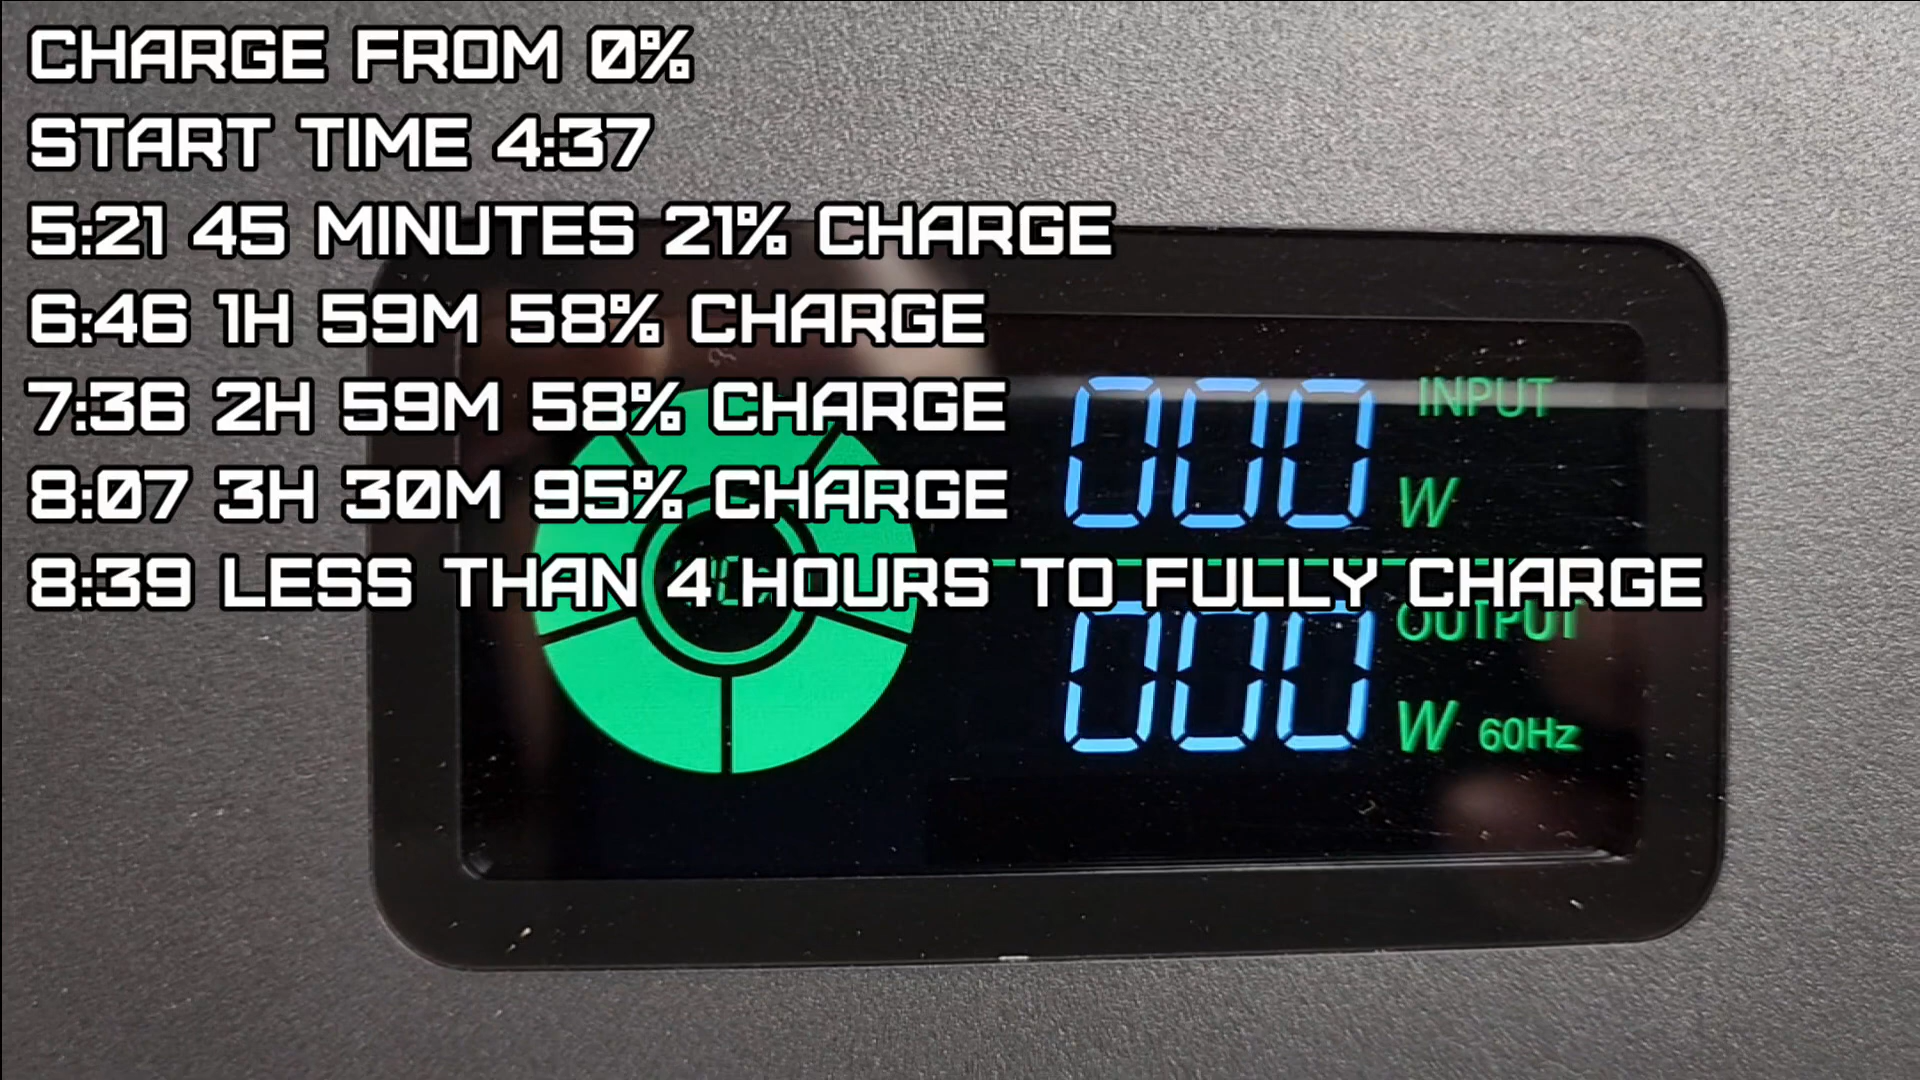 CHARGE FROM 0%
START TIME 4:37
5:21 45 MINUTES 21% CHARGE
6:46 1H 59M 58% CHARGE
7:36 2H 59M 58% CHARGE
8:07 3H 30M 95% CHARGE
8:39 LESS THAN 4 HOURS TO FULLY CHARGE
000 INPUT
W
000 OUTPUT
W 60Hz